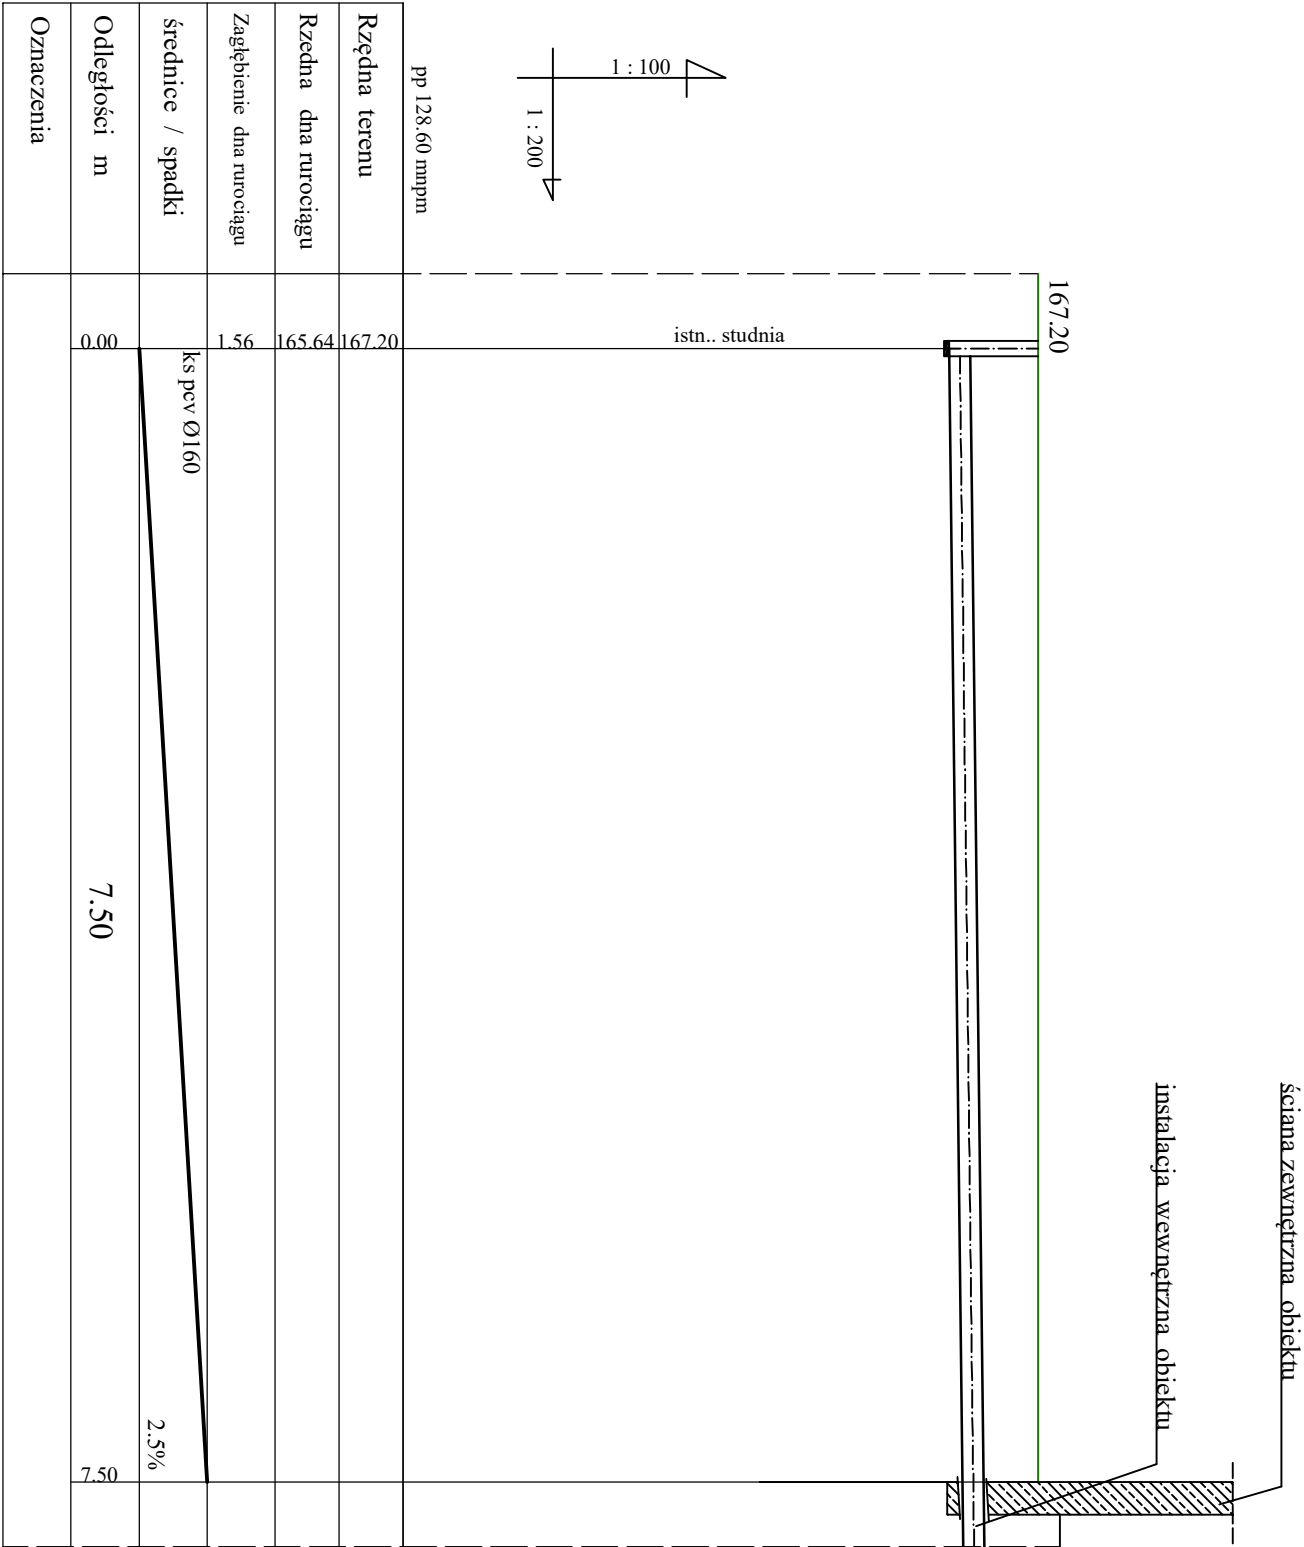 ściana zewnętrzna obiektu
instalacja wewnętrzna obiektu
167.20
istn.. studnia
1 : 100
1 : 200
pp 128.60 mnpm
Rzędna terenu
167.20
Rzedna dna rurociągu
165.64
Zagłębienie dna rurociągu
1.56
średnice / spadki
ks pcv Ø160
2.5%
Odległości m
0.00
7.50
7.50
Oznaczenia